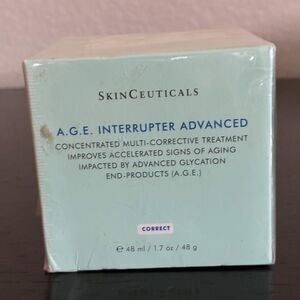 SKINCEUTICALS
A.G.E. INTERRUPTER ADVANCED
CONCENTRATED MULTI-CORRECTIVE TREATMENT
IMPROVES ACCELERATED SIGNS OF AGING
IMPACTED BY ADVANCED GLYCATION
END-PRODUCTS (A.G.E.)
CORRECT
℮ 48 ml / 1.7 oz / 48 g